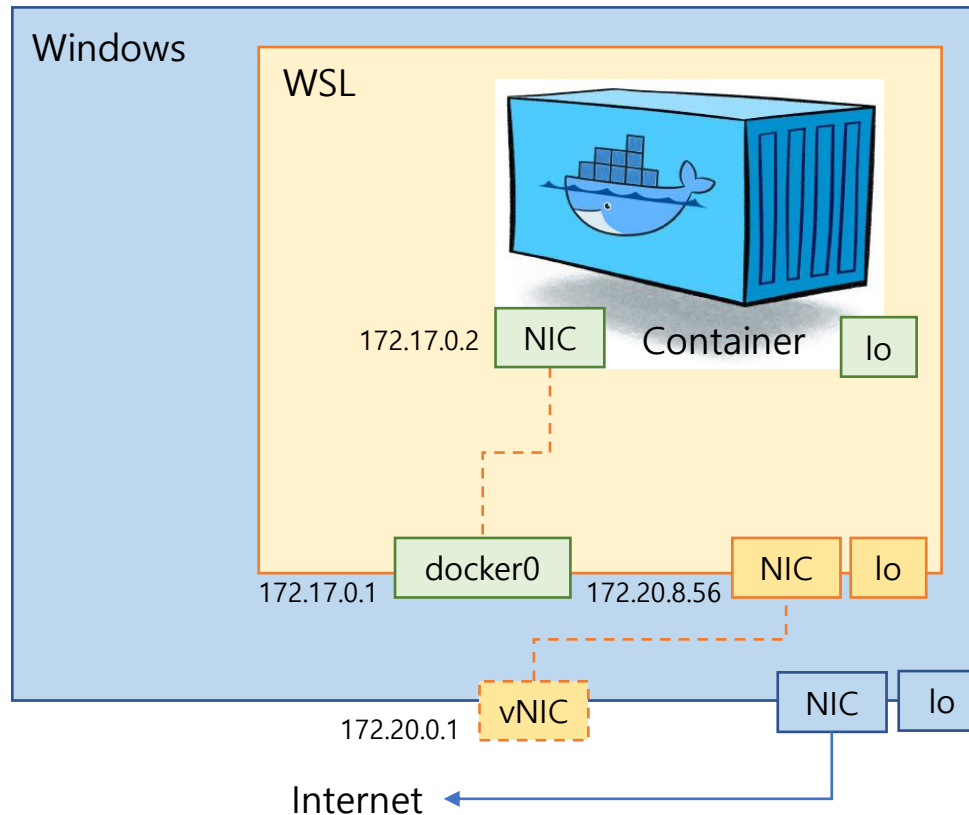 Windows
WSL
172.17.0.2
NIC
Container
lo
docker0
NIC
lo
172.17.0.1
172.20.8.56
vNIC
NIC
lo
172.20.0.1
Internet